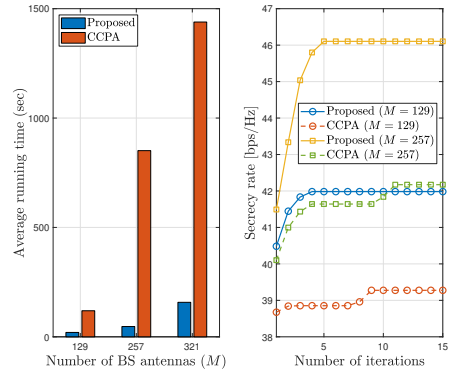 1500
1000
500
0
Average running time (sec)
Proposed
CCPA
129
257
321
Number of BS antennas (M)
47
46
45
44
43
42
41
40
39
38
Secrecy rate [bps/Hz]
Proposed (M = 129)
CCPA (M = 129)
Proposed (M = 257)
CCPA (M = 257)
5
10
15
Number of iterations